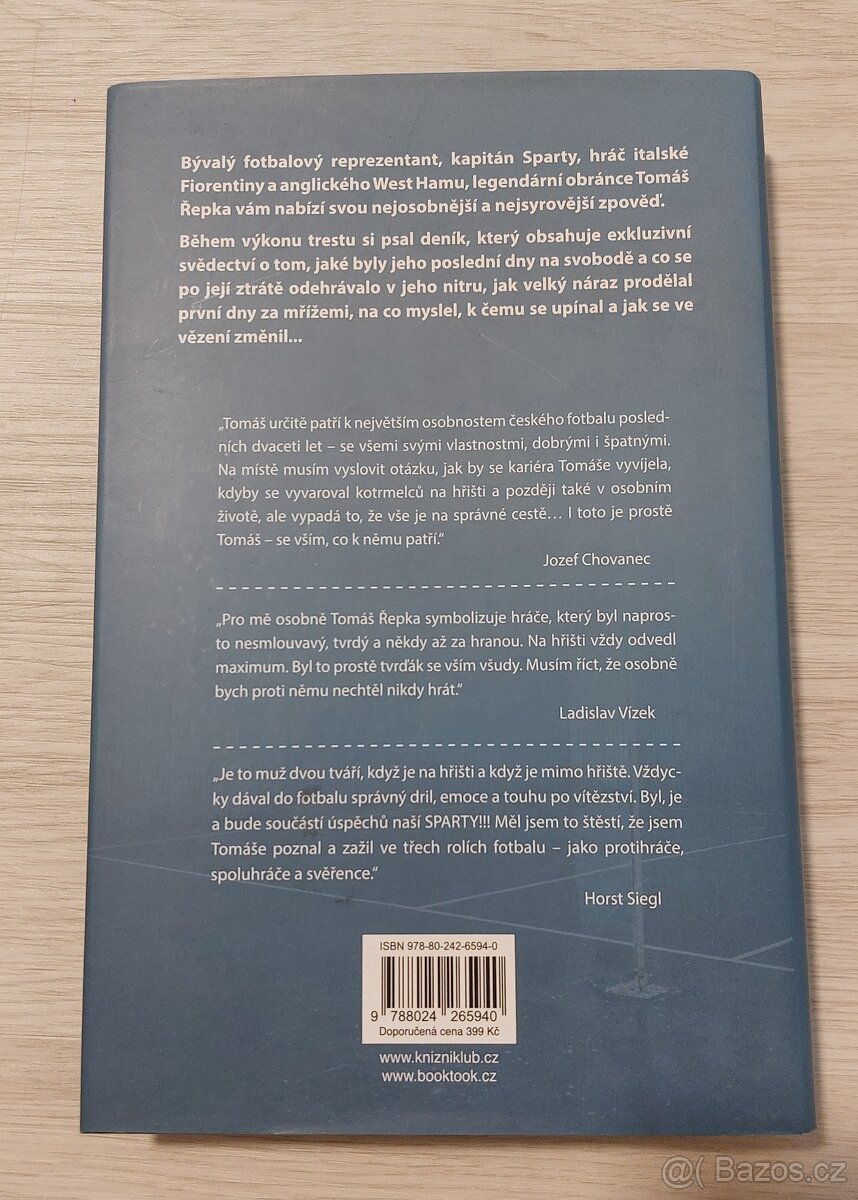 Bývalý fotbalový reprezentant, kapitán Sparty, hráč italské
Fiorentiny a anglického West Hamu, legendární obránce Tomáš
Řepka vám nabízí svou nejosobnější a nejsyrovější zpověď.
Během výkonu trestu si psal deník, který obsahuje exkluzivní
svědectví o tom, jaké byly jeho poslední dny na svobodě a co se
po její ztrátě odehrávalo v jeho nitru, jak velký náraz prodělal
první dny za mřížemi, na co myslel, k čemu se upínal a jak se ve
vězení změnil...
„Tomáš určitě patří k největším osobnostem českého fotbalu posled-
ních dvaceti let – se všemi svými vlastnostmi, dobrými i špatnými.
Na místě musím vyslovit otázku, jak by se kariéra Tomáše vyvíjela,
kdyby se vyvaroval kotrmelců na hřišti a později také v osobním
životě, ale vypadá to, že vše je na správné cestě… I toto je prostě
Tomáš – se vším, co k němu patří.“
Jozef Chovanec
„Pro mě osobně Tomáš Řepka symbolizuje hráče, který byl napros-
to nesmlouvavý, tvrdý a někdy až za hranou. Na hřišti vždy odvedl
maximum. Byl to prostě tvrďák se vším všudy. Musím říct, že osobně
bych proti němu nechtěl nikdy hrát.“
Ladislav Vízek
„Je to muž dvou tváří, když je na hřišti a když je mimo hřiště. Vždyc-
ky dával do fotbalu správný dril, emoce a touhu po vítězství. Byl, je
a bude součástí úspěchů naší SPARTY!!! Měl jsem to štěstí, že jsem
Tomáše poznal a zažil ve třech rolích fotbalu – jako protihráče,
spoluhráče a svěřence.“
Horst Siegl
ISBN 978-80-242-6594-0
9 788024 265940
Doporučená cena 399 Kč
www.knizniklub.cz
www.booktook.cz
@( Bazos.cz